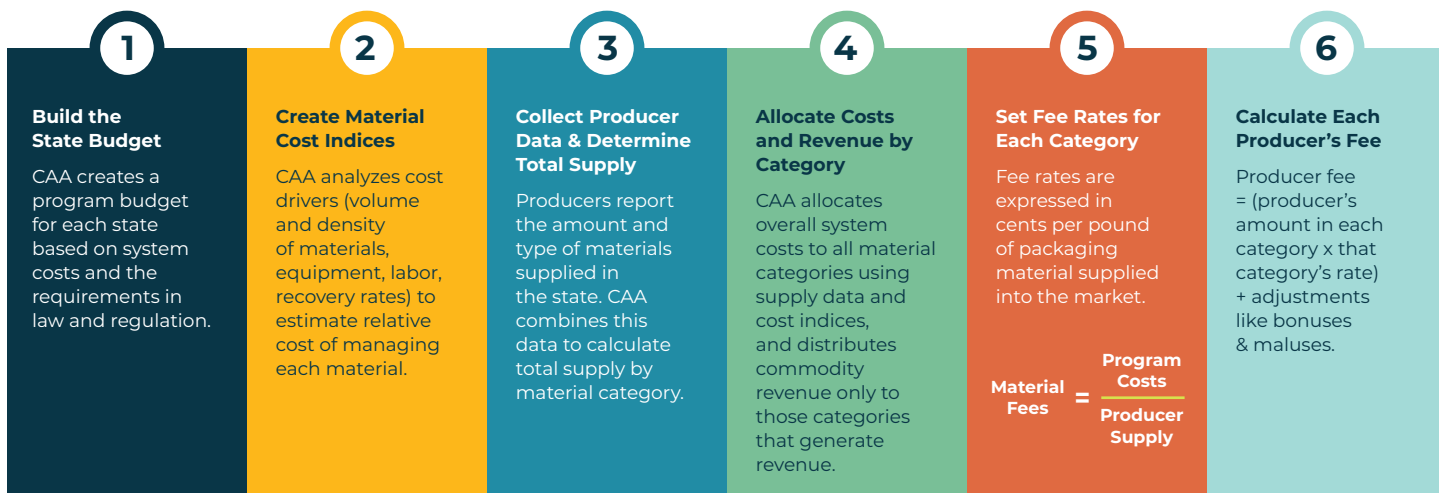 1
Build the
State Budget
CAA creates a
program budget
for each state
based on system
costs and the
requirements in
law and regulation.
2
Create Material
Cost Indices
CAA analyzes cost
drivers (volume
and density
of materials,
equipment, labor,
recovery rates) to
estimate relative
cost of managing
each material.
3
Collect Producer
Data & Determine
Total Supply
Producers report
the amount and
type of materials
supplied in
the state. CAA
combines this
data to calculate
total supply by
material category.
4
Allocate Costs
and Revenue by
Category
CAA allocates
overall system
costs to all material
categories using
supply data and
cost indices,
and distributes
commodity
revenue only to
those categories
that generate
revenue.
5
Set Fee Rates for
Each Category
Fee rates are
expressed in
cents per pound
of packaging
material supplied
into the market.
Material
Fees
=
Program
Costs
Producer
Supply
6
Calculate Each
Producer’s Fee
Producer fee
= (producer’s
amount in each
category x that
category’s rate)
+ adjustments
like bonuses
& maluses.